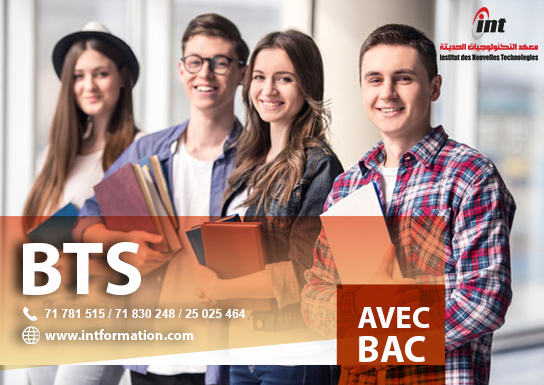 int
معهد التكنولوجيات الحديثة
Institut des Nouvelles Technologies
BTS
71 781 515 / 71 830 248 / 25 025 464
www.intformation.com
AVEC
BAC